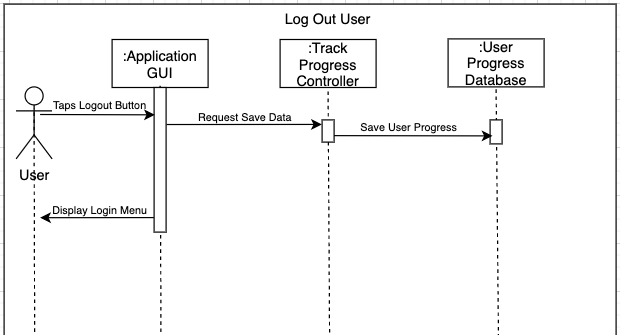 Log Out User
:Application
GUI
:Track
Progress
Controller
:User
Progress
Database
Taps Logout Button
Request Save Data
Save User Progress
User
Display Login Menu